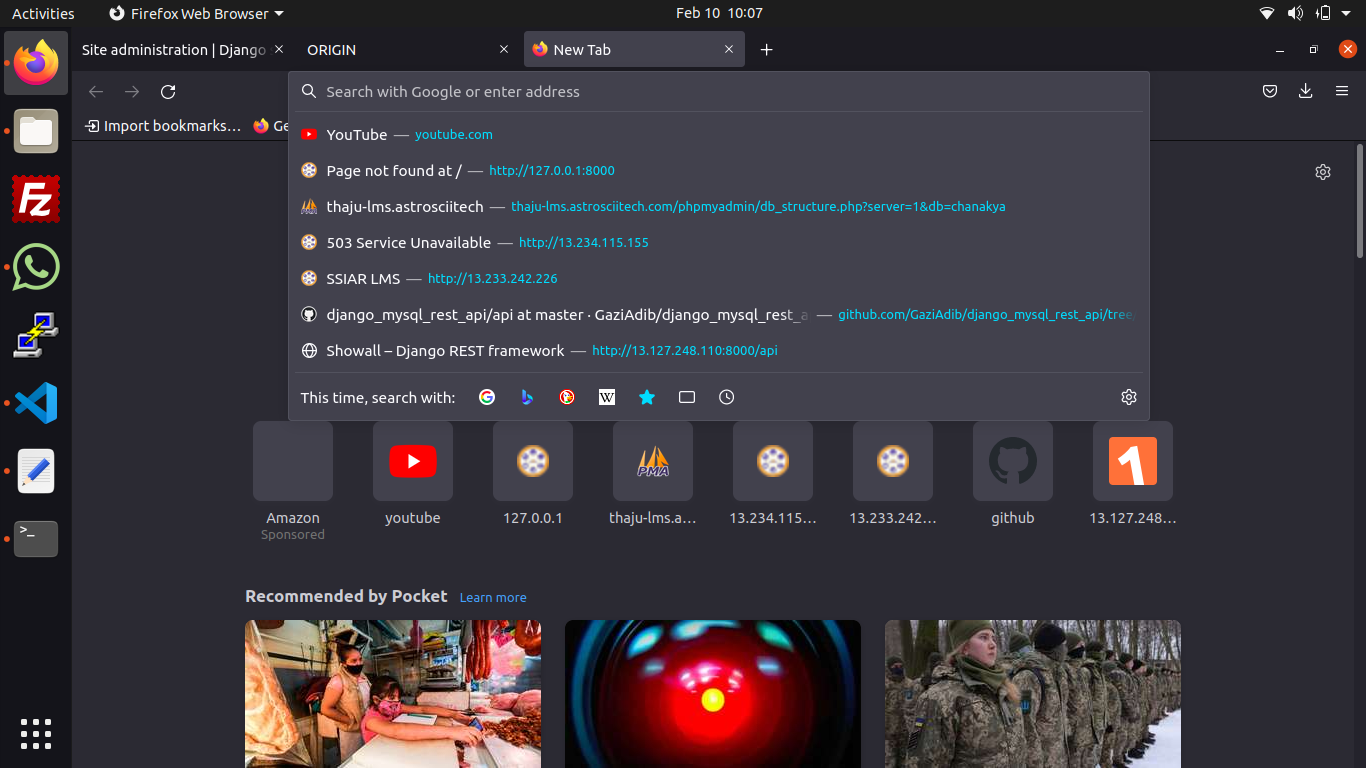 Activities Firefox Web Browser Feb 10 10:07
Site administration | Django ORIGIN New Tab
Search with Google or enter address
Import bookmarks… Ge
YouTube — youtube.com
Page not found at / — http://127.0.0.1:8000
thaju-lms.astrosciitech — thaju-lms.astrosciitech.com/phpmyadmin/db_structure.php?server=1&db=chanakya
503 Service Unavailable — http://13.234.115.155
SSIAR LMS — http://13.233.242.226
django_mysql_rest_api/api at master · GaziAdib/django_mysql_rest_a — github.com/GaziAdib/django_mysql_rest_api/tree
Showall – Django REST framework — http://13.127.248.110:8000/api
This time, search with: W
PMA
Amazon youtube 127.0.0.1 thaju-lms.a… 13.234.115… 13.233.242… github 13.127.248…
Sponsored
Recommended by Pocket Learn more